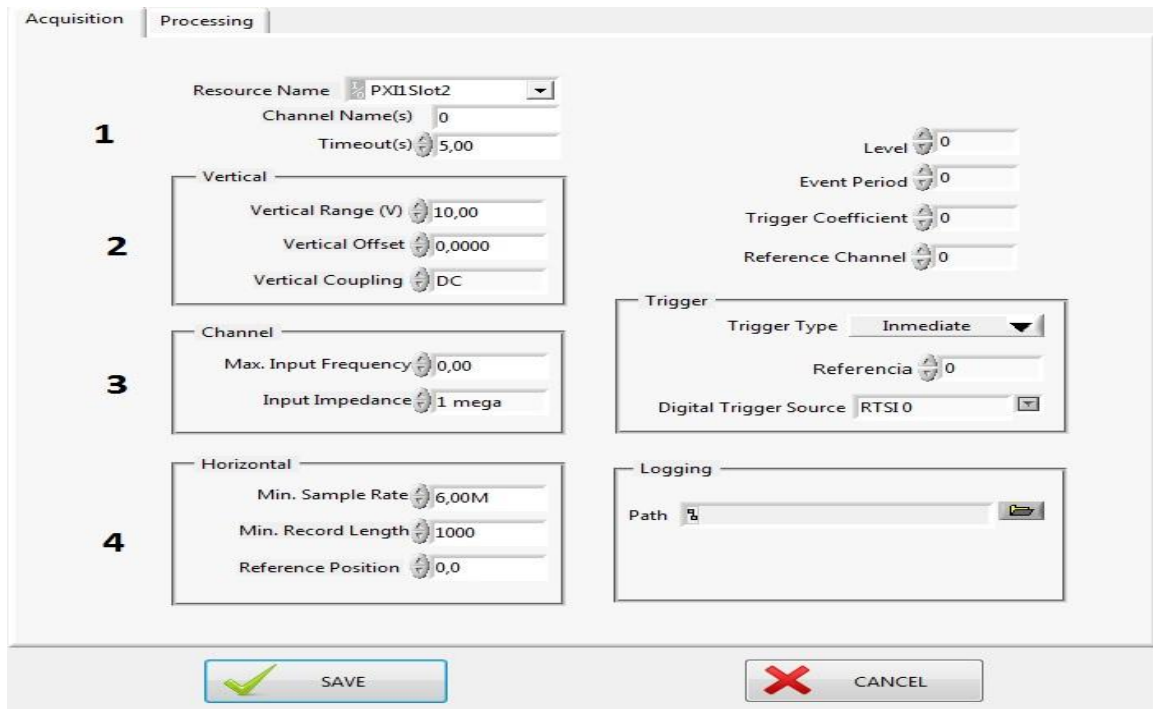 Acquisition Processing
1
Resource Name PXI1Slot2
Channel Name(s) 0
Timeout(s) 5,00
2
Vertical
Vertical Range (V) 10,00
Vertical Offset 0,0000
Vertical Coupling DC
3
Channel
Max. Input Frequency 0,00
Input Impedance 1 mega
4
Horizontal
Min. Sample Rate 6,00M
Min. Record Length 1000
Reference Position 0,0
Level 0
Event Period 0
Trigger Coefficient 0
Reference Channel 0
Trigger
Trigger Type Inmediate
Referencia 0
Digital Trigger Source RTSI 0
Logging
Path
SAVE CANCEL